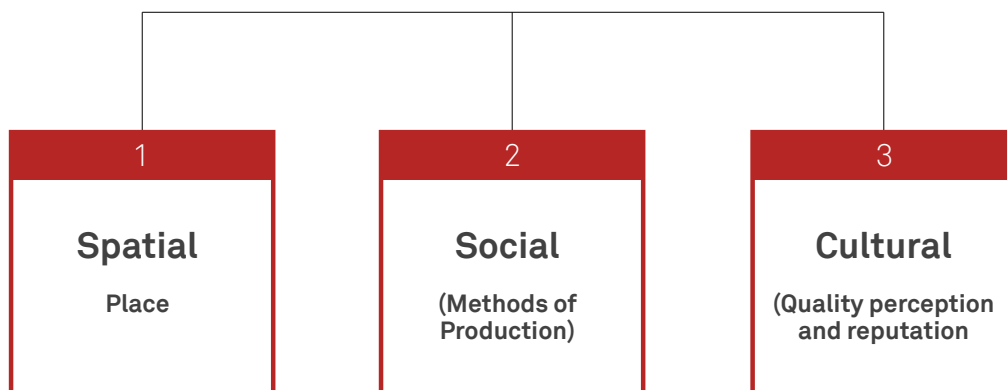 1
Spatial
Place
2
Social
(Methods of
Production)
3
Cultural
(Quality perception
and reputation